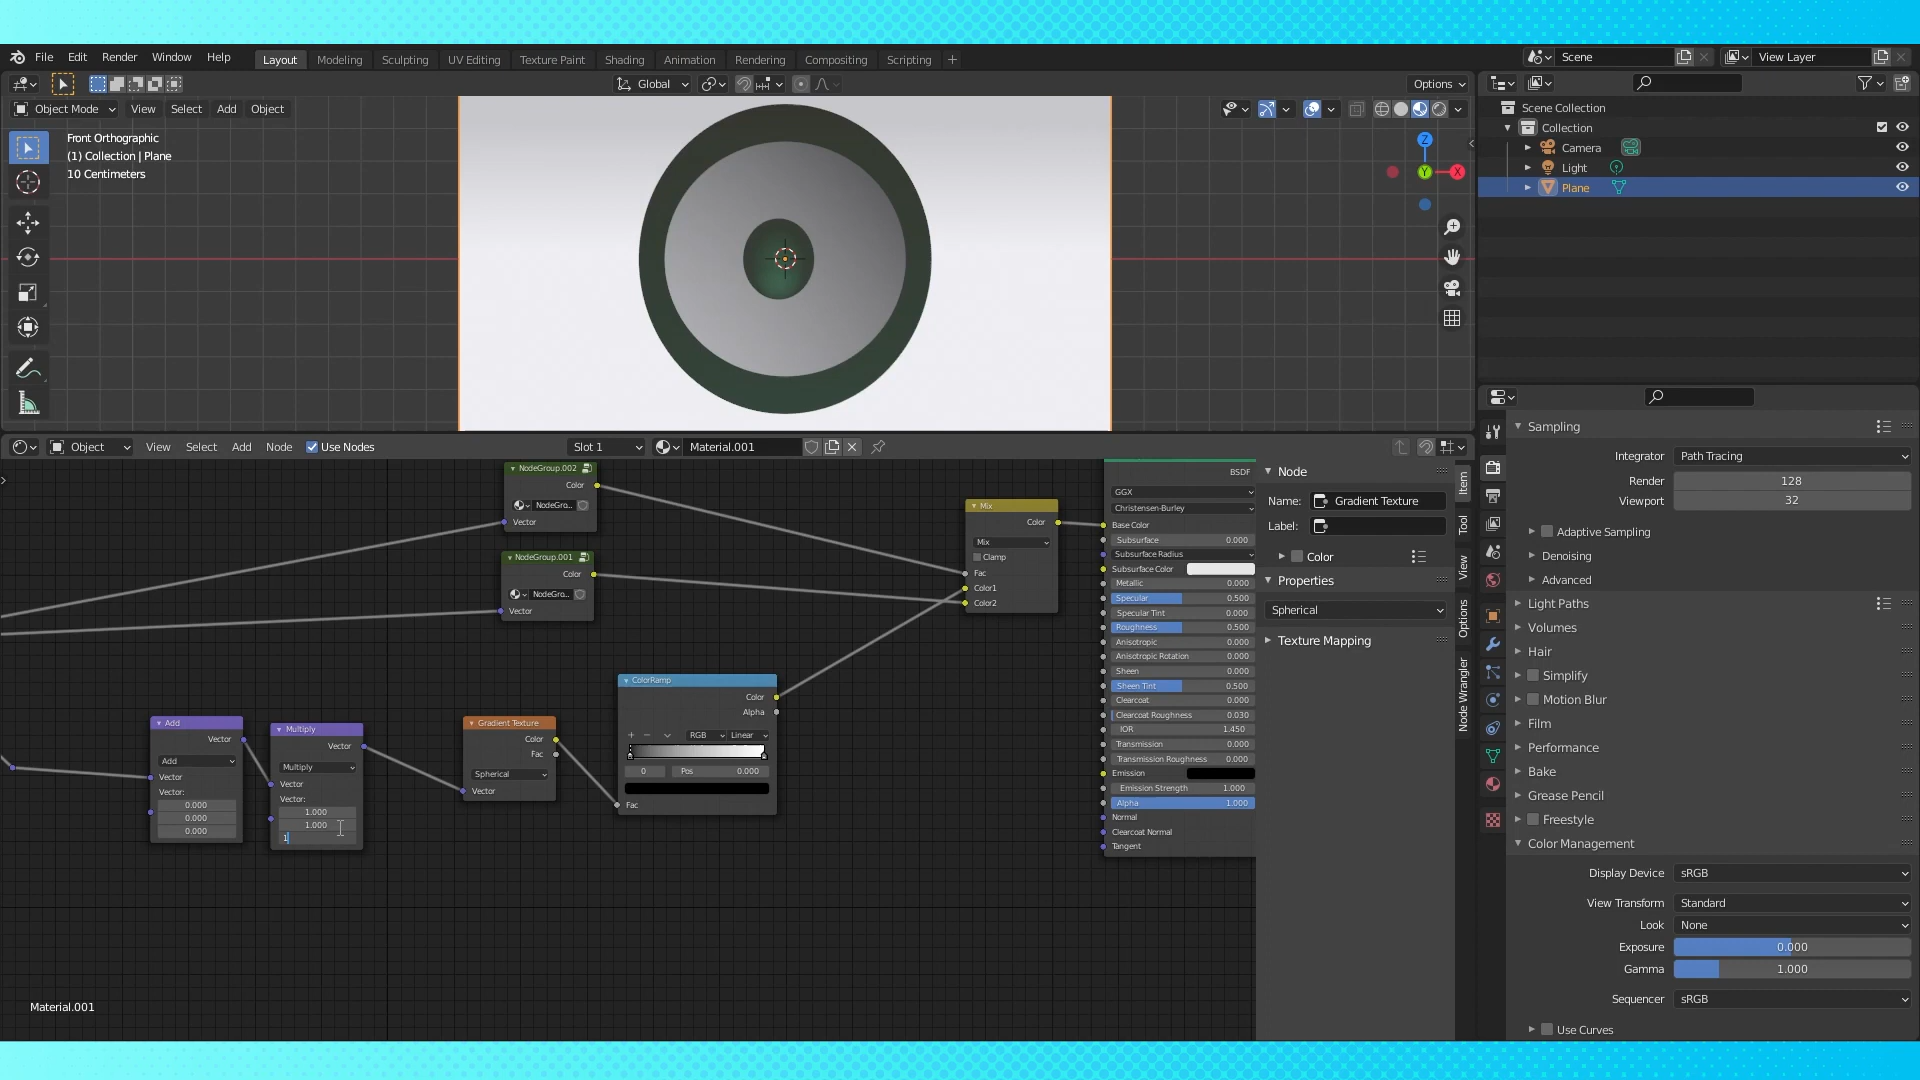 File Edit Render Window Help Layout Modeling Sculpting UV Editing Texture Paint Shading Animation Rendering Compositing Scripting + Scene View Layer
Global Options
Object Mode View Select Add Object
Front Orthographic
(1) Collection | Plane
10 Centimeters
Z
Y
X
Scene Collection
Collection
Camera
Light
Plane
Object View Select Add Node Use Nodes Slot 1 Material.001
NodeGroup.002
Color
NodeGro...
Vector
NodeGroup.001
Color
NodeGro...
Vector
Mix
Color
Mix
Clamp
Fac
Color1
Color2
ColorRamp
Color
Alpha
+ − RGB Linear
0 Pos 0.000
Fac
Add
Vector
Add
Vector
Vector:
0.000
0.000
0.000
Multiply
Vector
Multiply
Vector
Vector:
1.000
1.000
1
Gradient Texture
Color
Fac
Spherical
Vector
BSDF
GGX
Christensen-Burley
Base Color
Subsurface 0.000
Subsurface Radius
Subsurface Color
Metallic 0.000
Specular 0.500
Specular Tint 0.000
Roughness 0.500
Anisotropic 0.000
Anisotropic Rotation 0.000
Sheen 0.000
Sheen Tint 0.500
Clearcoat 0.000
Clearcoat Roughness 0.030
IOR 1.450
Transmission 0.000
Transmission Roughness 0.000
Emission
Emission Strength 1.000
Alpha 1.000
Normal
Clearcoat Normal
Tangent
Node
Name: Gradient Texture
Label:
Color
Properties
Spherical
Texture Mapping
Item
Tool
View
Options
Node Wrangler
Sampling
Integrator Path Tracing
Render 128
Viewport 32
Adaptive Sampling
Denoising
Advanced
Light Paths
Volumes
Hair
Simplify
Motion Blur
Film
Performance
Bake
Grease Pencil
Freestyle
Color Management
Display Device sRGB
View Transform Standard
Look None
Exposure 0.000
Gamma 1.000
Sequencer sRGB
Use Curves
Material.001